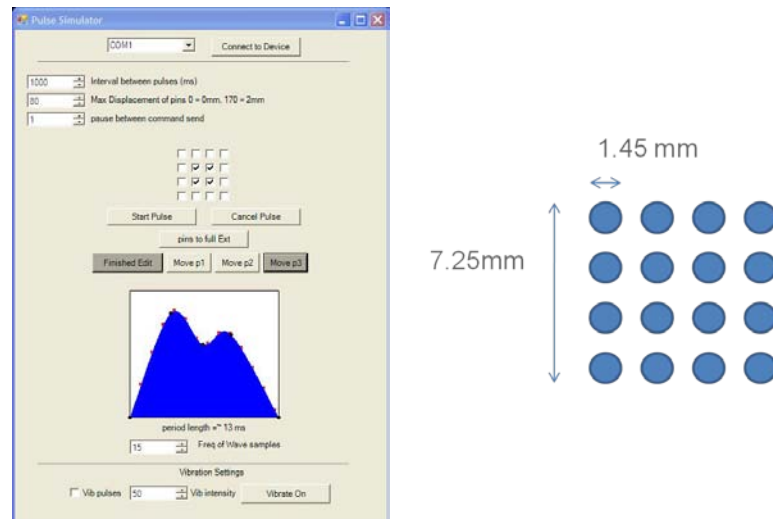 Pulse Simulator
COM1 Connect to Device
1000 Interval between pulses (ms)
80 Max Displacement of pins 0 = 0mm, 170 = 2mm
1 pause between command send
Start Pulse Cancel Pulse
pins to full Ext
Finished Edit Move p1 Move p2 Move p3
period length =~ 13 ms
15 Freq of Wave samples
Vibration Settings
Vib pulses 50 Vib intensity Vibrate On
1.45 mm
7.25mm